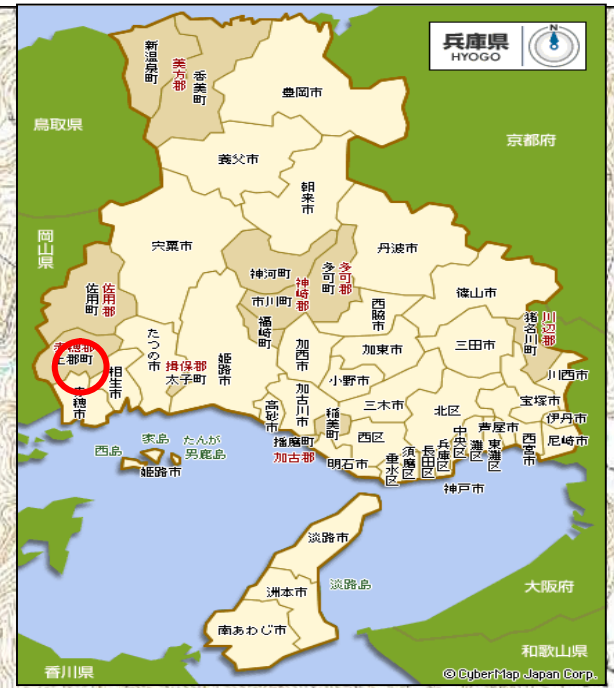 兵庫県
HYOGO
N
新温泉町
美方郡
香美町
豊岡市
鳥取県
京都府
養父市
朝来市
宍粟市
丹波市
岡山県
佐用町
佐用郡
神河町
神崎郡
市川町
福崎町
多可町
多可郡
西脇市
篠山市
川辺郡
猪名川町
赤穂郡
上郡町
相生市
赤穂市
たつの市
揖保郡
太子町
姫路市
加西市
加東市
三田市
小野市
加古川市
高砂市
稲美町
三木市
北区
川西市
宝塚市
伊丹市
尼崎市
西宮市
芦屋市
東灘区
灘区
中央区
兵庫区
長田区
須磨区
垂水区
西区
明石市
播磨町
加古郡
神戸市
西島
家島
たんが
男鹿島
姫路市
淡路市
洲本市
淡路島
南あわじ市
大阪府
和歌山県
香川県
© CyberMap Japan Corp.